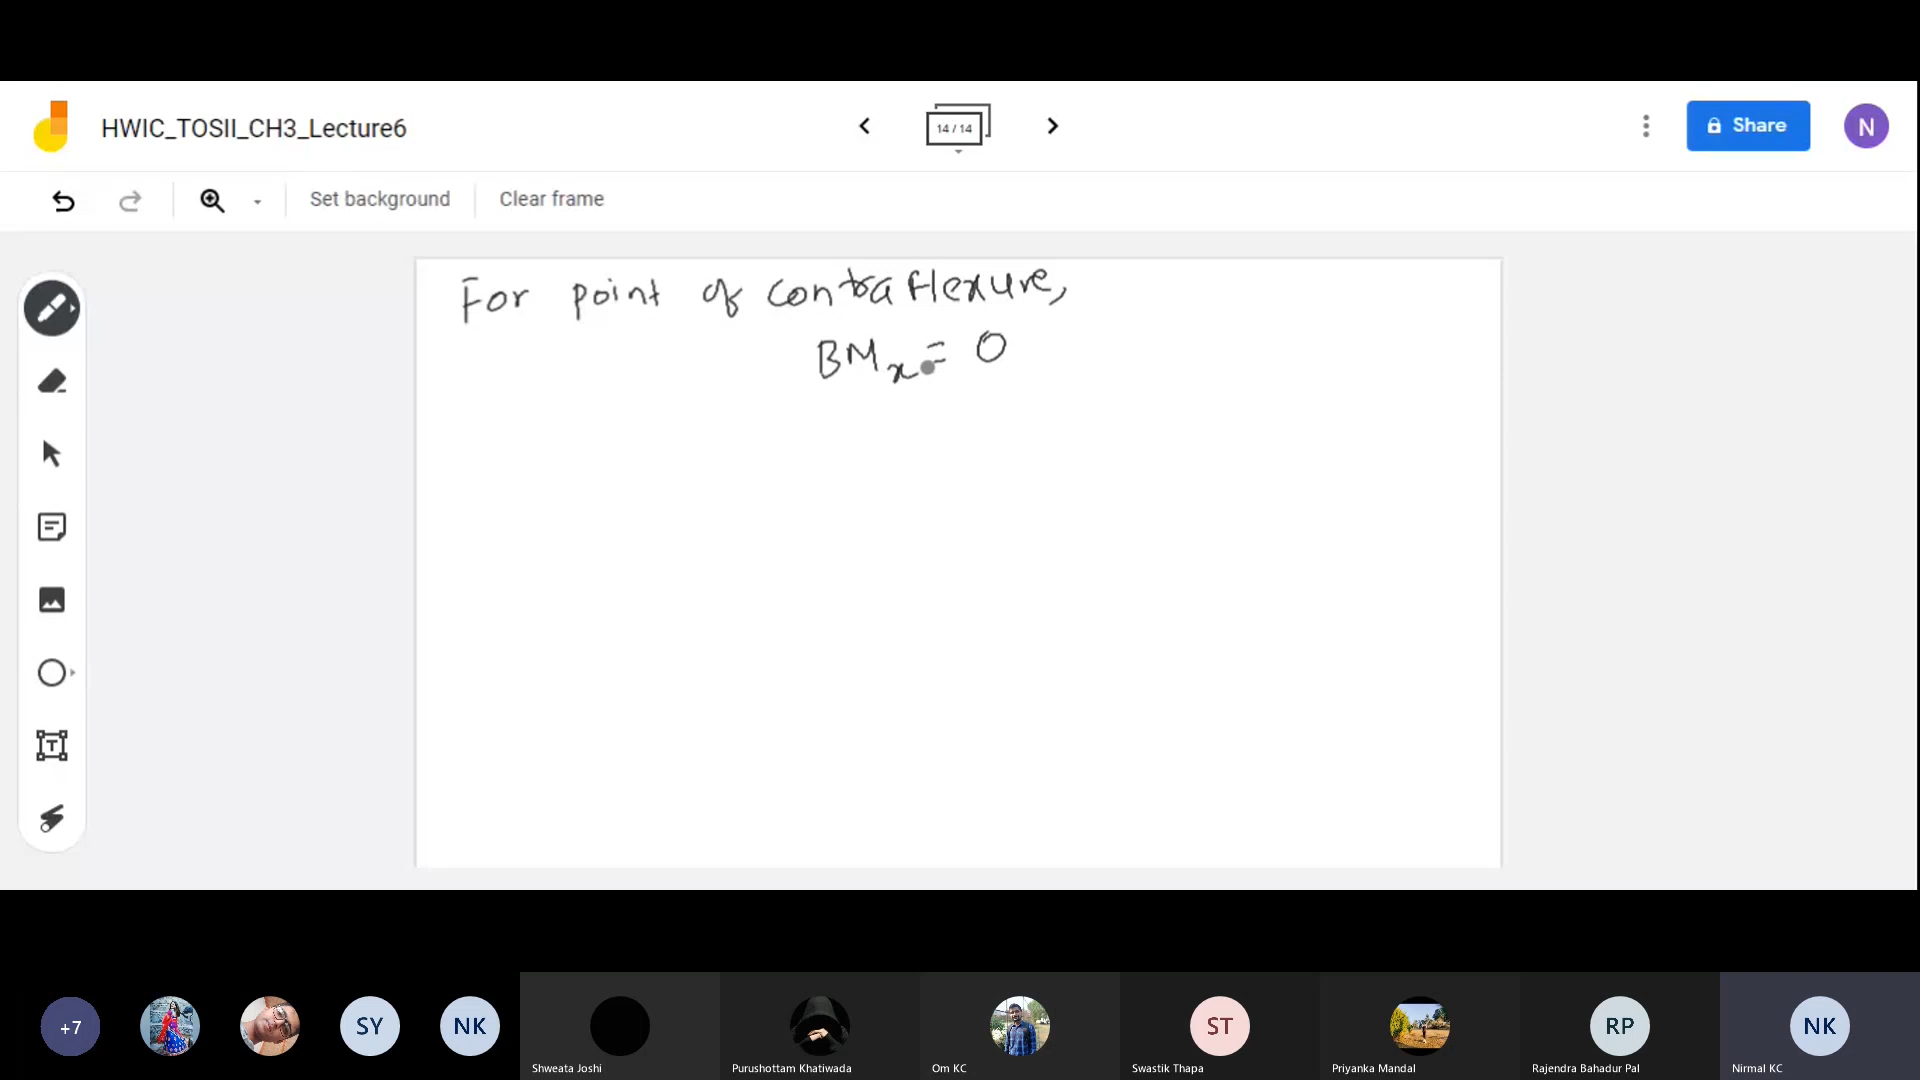 HWIC_TOSII_CH3_Lecture6
14 / 14
Share
N
Set background
Clear frame
For point of contraflexure,
BMx = 0
T
+7
SY
NK
ST
RP
NK
Shweata Joshi
Purushottam Khatiwada
Om KC
Swastik Thapa
Priyanka Mandal
Rajendra Bahadur Pal
Nirmal KC